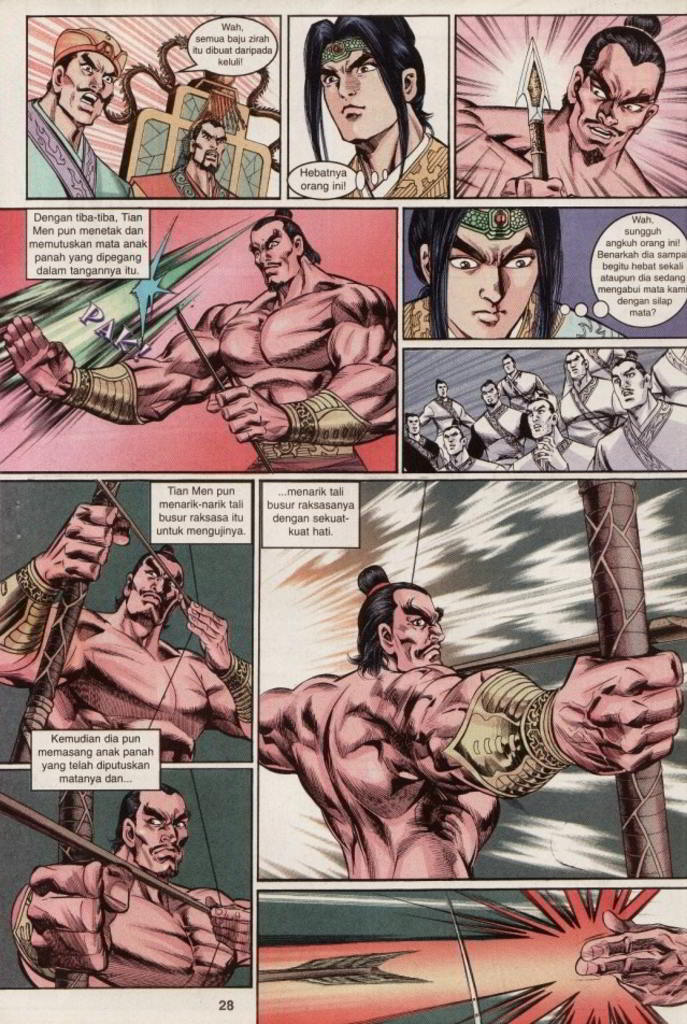 Wah,
semua baju zirah
itu dibuat daripada
keluli!
Hebatnya
orang ini!
Dengan tiba-tiba, Tian
Men pun menetak dan
memutuskan mata anak
panah yang dipegang
dalam tangannya itu.
PAK!
Wah,
sungguh
angkuh orang ini!
Benarkah dia sampai
begitu hebat sekali
ataupun dia sedang
mengabui mata kami
dengan silap
mata?
Tian Men pun
menarik-narik tali
busur raksasa itu
untuk mengujinya.
...menarik tali
busur raksasanya
dengan sekuat-
kuat hati.
Kemudian dia pun
memasang anak panah
yang telah diputuskan
matanya dan...
28